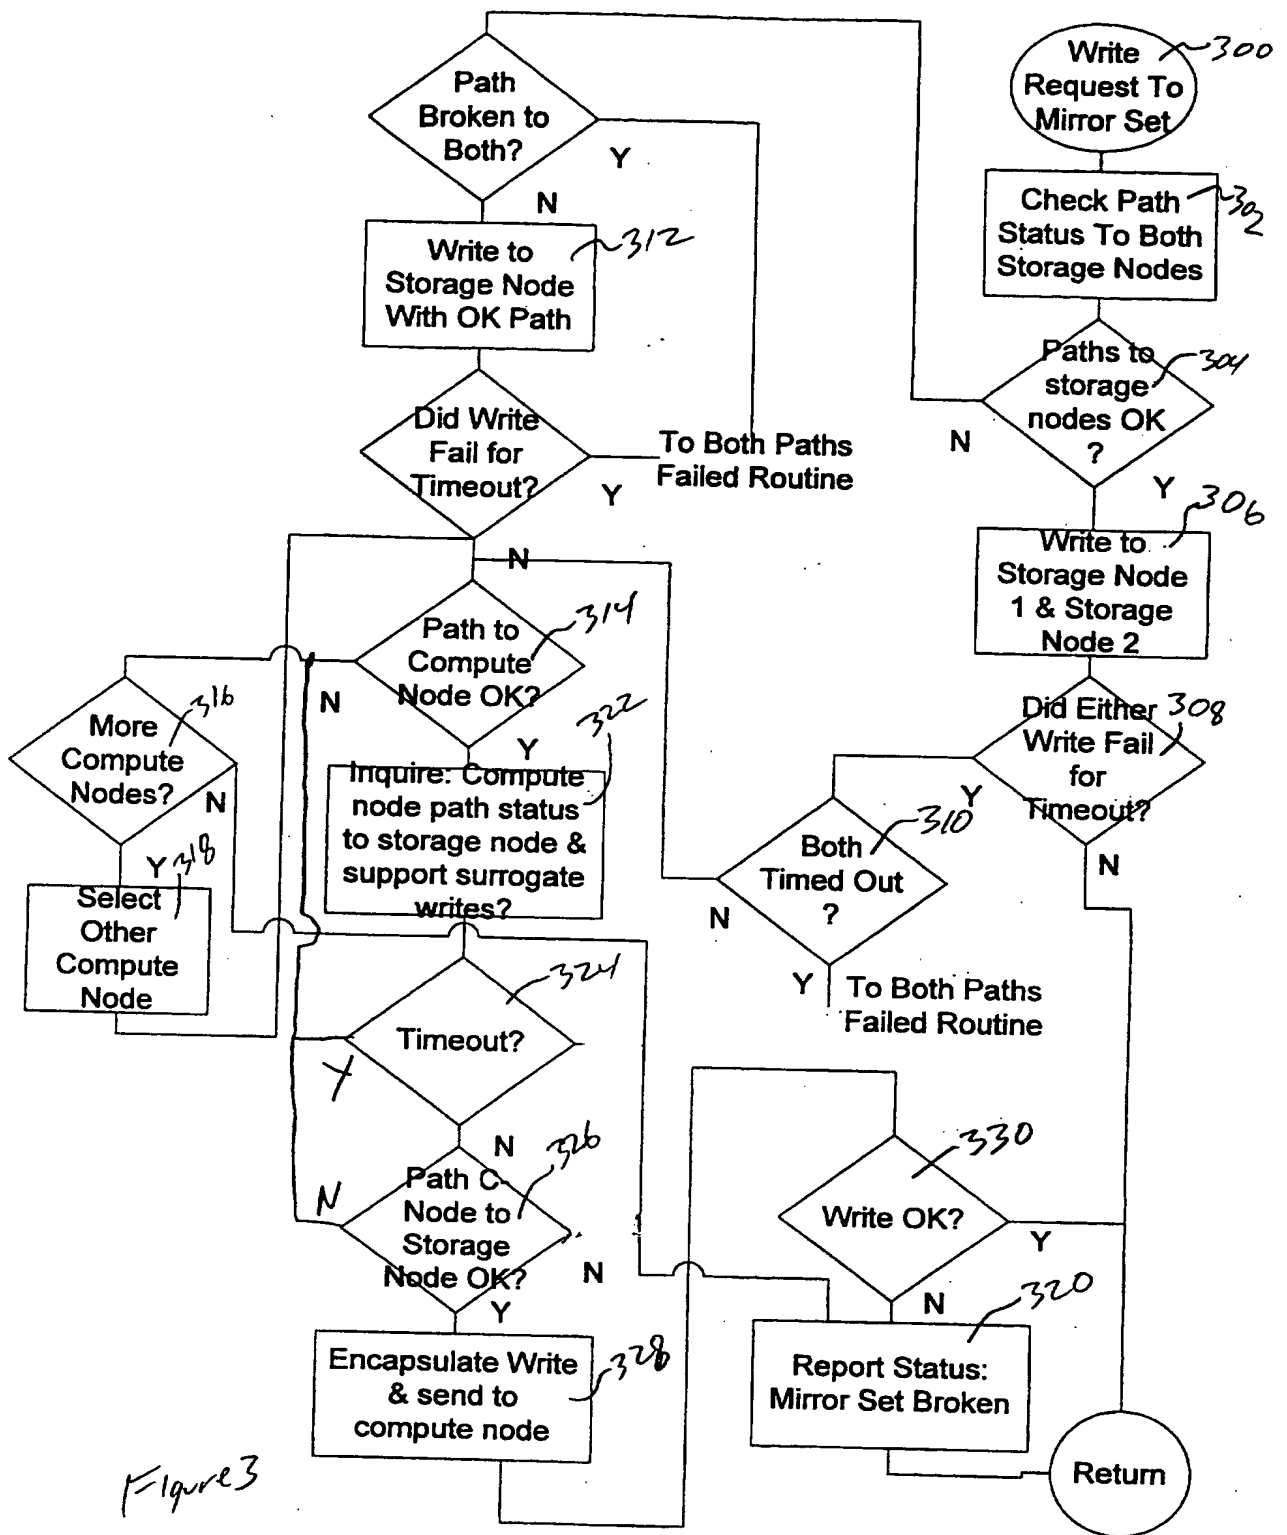 Write
Request To
Mirror Set
300
Check Path
Status To Both
Storage Nodes
302
Paths to
storage
nodes OK
?
304
N
Y
Path
Broken to
Both?
Y
N
Write to
Storage Node
With OK Path
312
Did Write
Fail for
Timeout?
Y
N
To Both Paths
Failed Routine
Write to
Storage Node
1 & Storage
Node 2
306
Did Either
Write Fail
for
Timeout?
308
Y
N
Both
Timed Out
?
310
N
Y
To Both Paths
Failed Routine
Path to
Compute
Node OK?
314
N
Y
More
Compute
Nodes?
316
N
Y
Select
Other
Compute
Node
318
Inquire: Compute
node path status
to storage node &
support surrogate
writes?
322
Timeout?
324
Y
N
Path C-
Node to
Storage
Node OK?
326
N
N
Y
Encapsulate Write
& send to
compute node
328
Write OK?
330
Y
N
Report Status:
Mirror Set Broken
320
Return
Figure 3